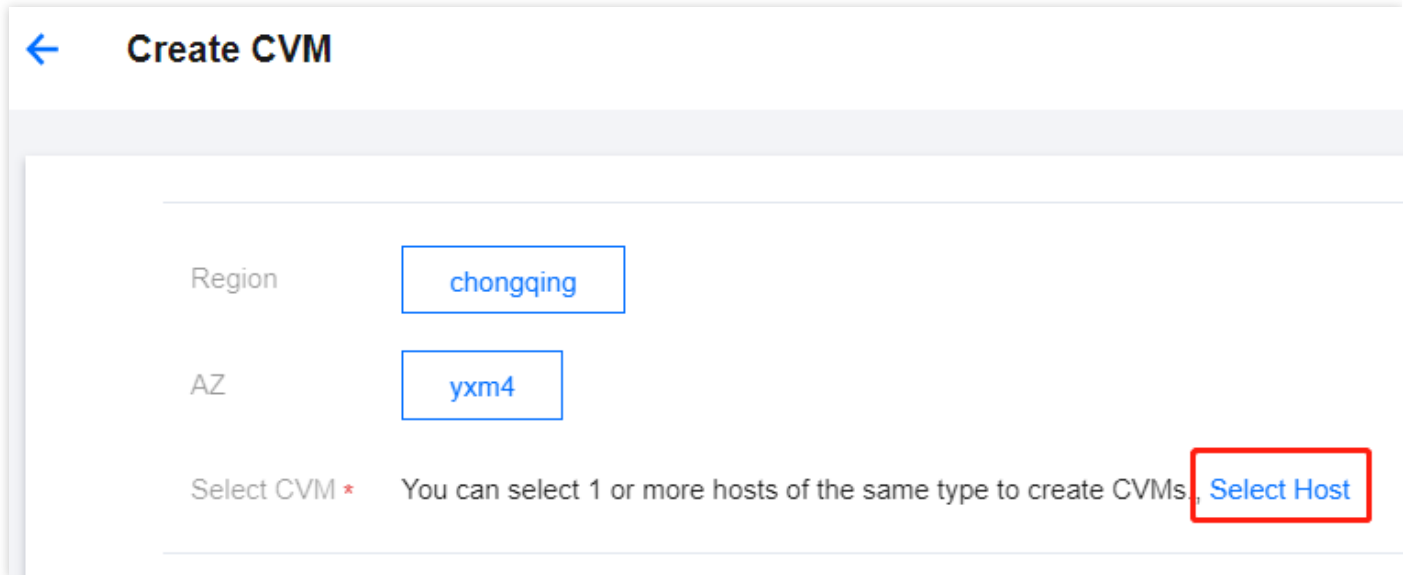 Create CVM
Region chongqing
AZ yxm4
Select CVM * You can select 1 or more hosts of the same type to create CVMs., Select Host